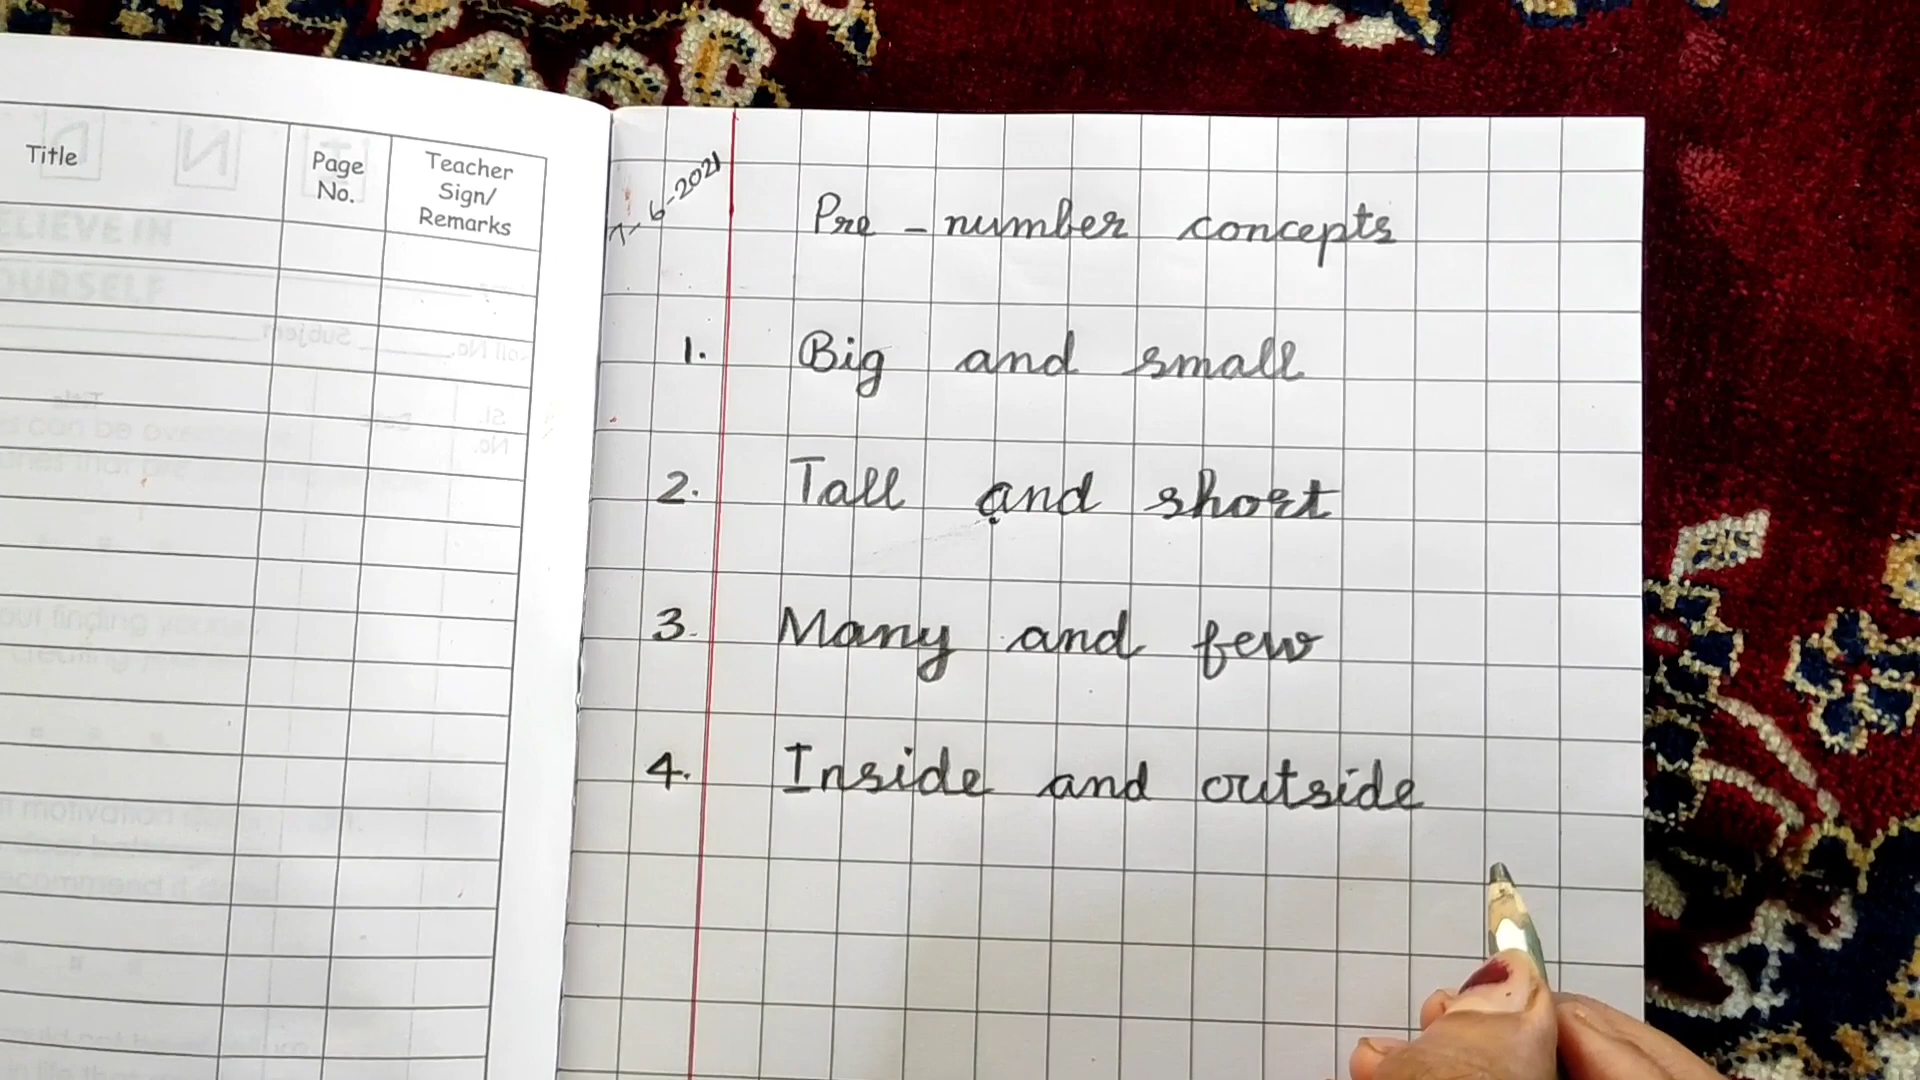 Title
Page No.
Teacher Sign/ Remarks
-6-2021
Pre - number concepts
1. Big and small
2. Tall and short
3. Many and few
4. Inside and outside